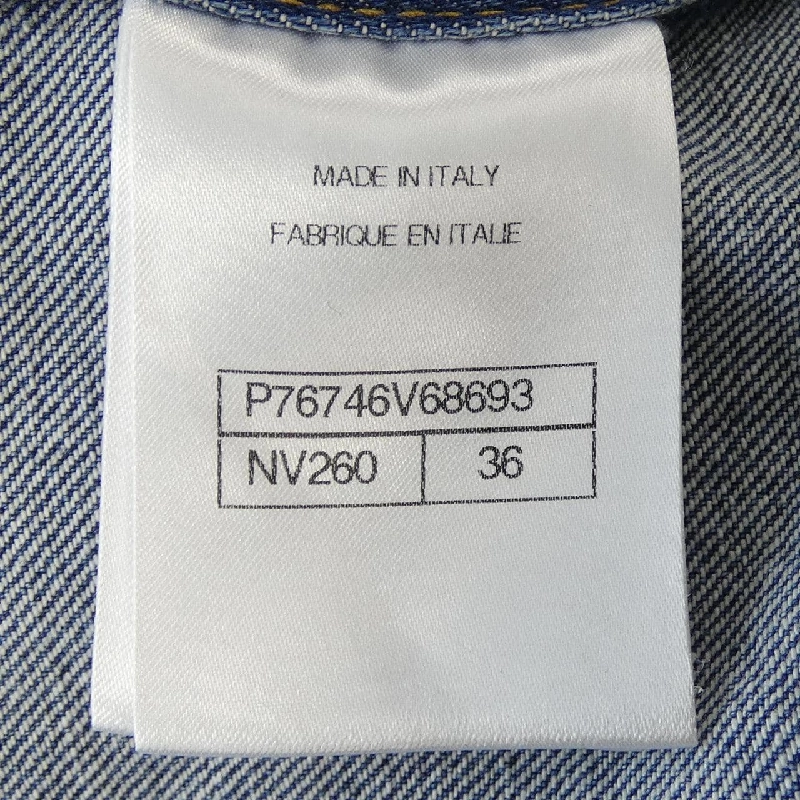 MADE IN ITALY
FABRIQUE EN ITALIE
P76746V68693
NV260 36